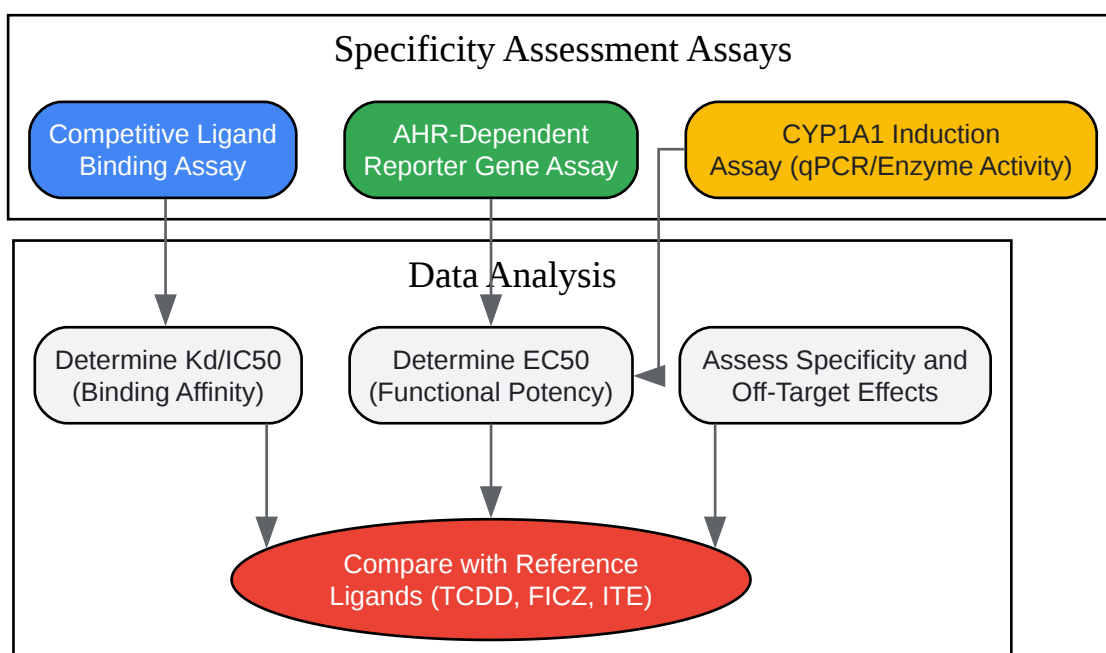 Specificity Assessment Assays
Competitive Ligand
Binding Assay
AHR-Dependent
Reporter Gene Assay
CYP1A1 Induction
Assay (qPCR/Enzyme Activity)
Data Analysis
Determine Kd/IC50
(Binding Affinity)
Determine EC50
(Functional Potency)
Assess Specificity and
Off-Target Effects
Compare with Reference
Ligands (TCDD, FICZ, ITE)